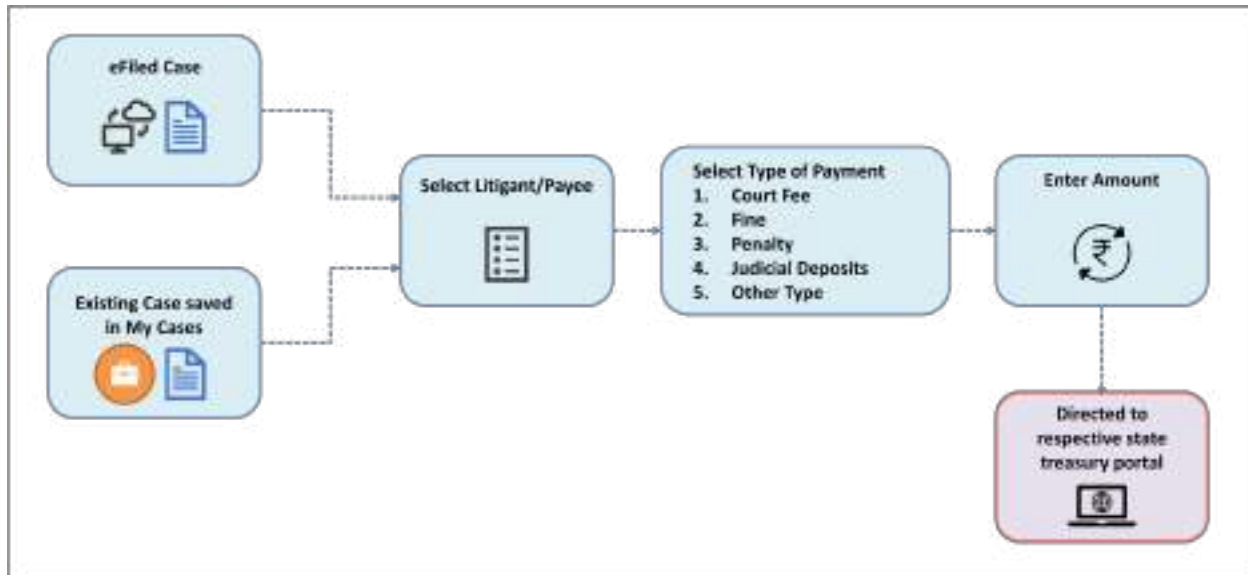 eFiled Case
Existing Case saved
in My Cases
Select Litigant/Payee
Select Type of Payment
1. Court Fee
2. Fine
3. Penalty
4. Judicial Deposits
5. Other Type
Enter Amount
₹
Directed to
respective state
treasury portal